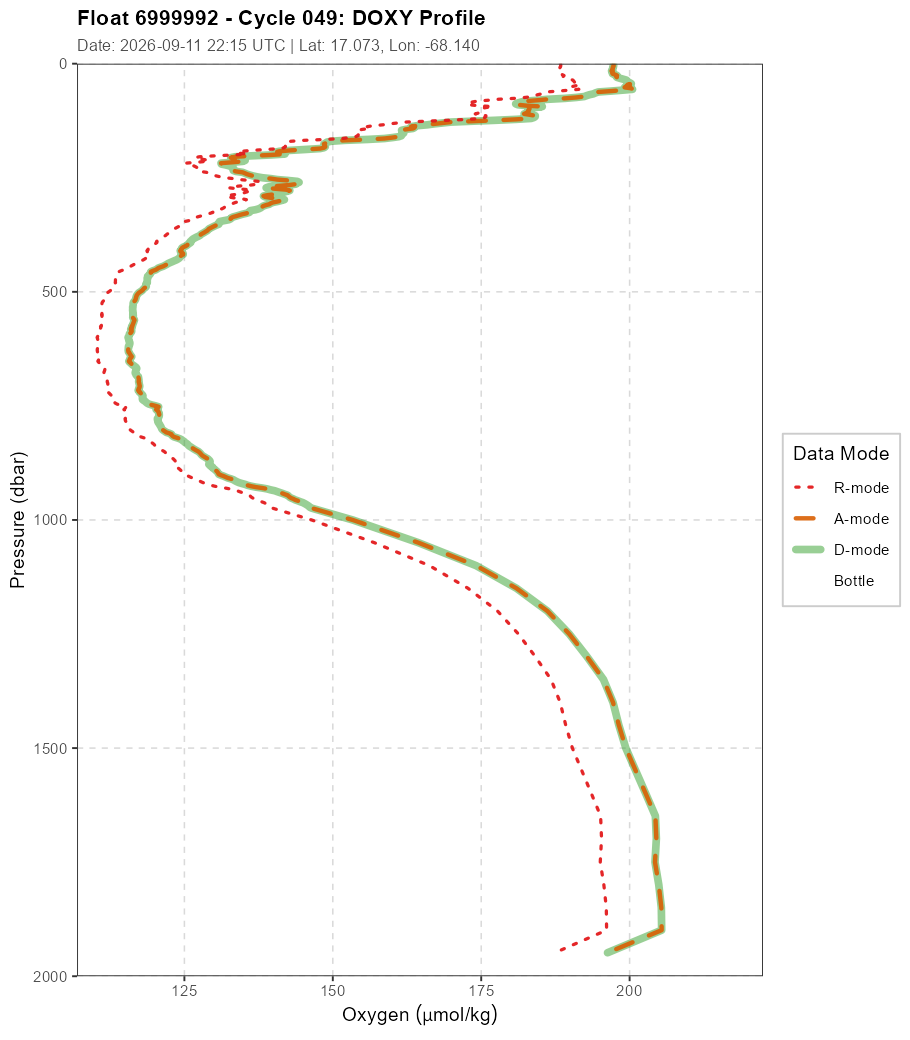 Float 6999992 - Cycle 049: DOXY Profile
Date: 2026-09-11 22:15 UTC | Lat: 17.073, Lon: -68.140
0
500
1000
1500
2000
Pressure (dbar)
125 150 175 200
Oxygen (μmol/kg)
Data Mode
R-mode
A-mode
D-mode
Bottle